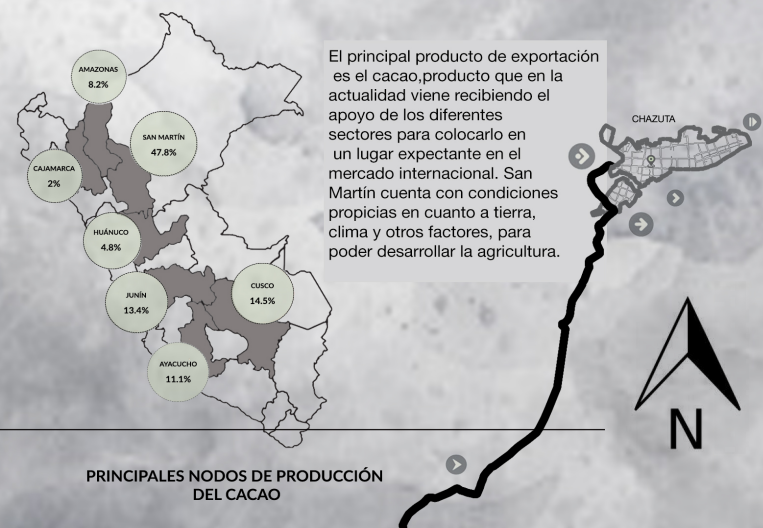 AMAZONAS
8.2%
SAN MARTÍN
47.8%
CAJAMARCA
2%
HUÁNUCO
4.8%
JUNÍN
13.4%
CUSCO
14.5%
AYACUCHO
11.1%
PRINCIPALES NODOS DE PRODUCCIÓN
DEL CACAO
El principal producto de exportación
es el cacao,producto que en la
actualidad viene recibiendo el
apoyo de los diferentes
sectores para colocarlo en
un lugar expectante en el
mercado internacional. San
Martín cuenta con condiciones
propicias en cuanto a tierra,
clima y otros factores, para
poder desarrollar la agricultura.
CHAZUTA
N